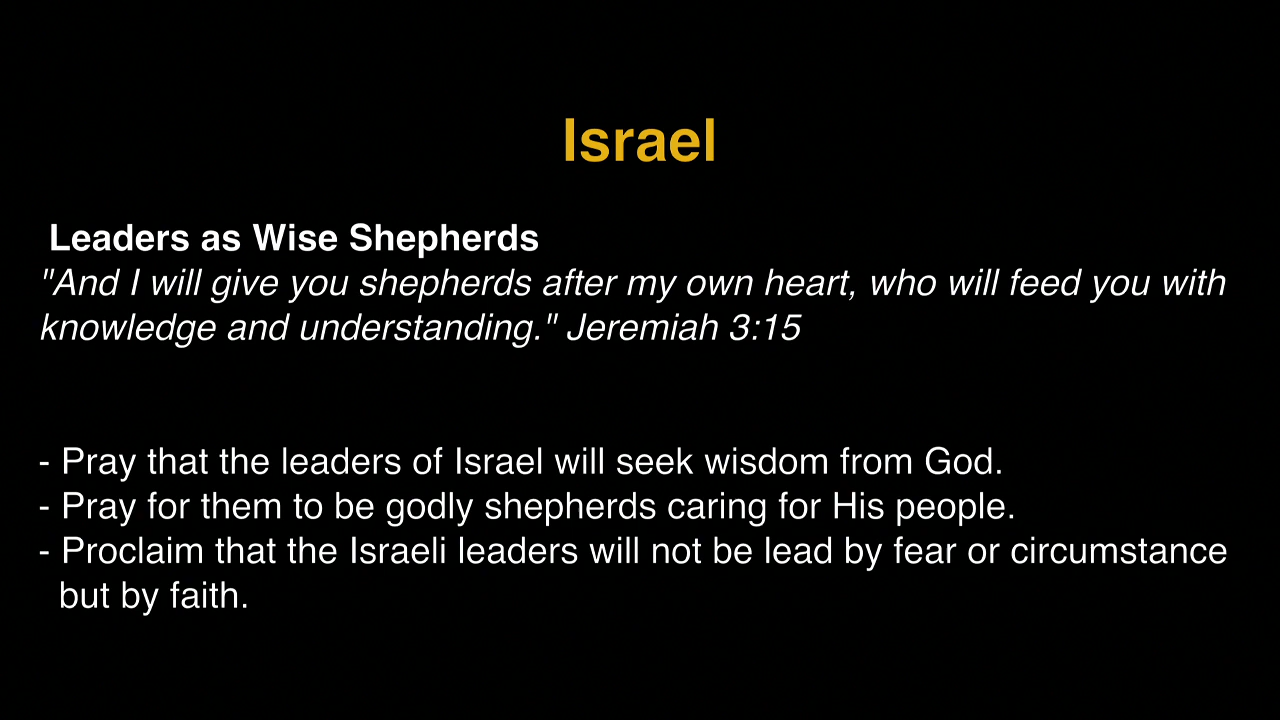 Israel
Leaders as Wise Shepherds
"And I will give you shepherds after my own heart, who will feed you with
knowledge and understanding." Jeremiah 3:15
- Pray that the leaders of Israel will seek wisdom from God.
- Pray for them to be godly shepherds caring for His people.
- Proclaim that the Israeli leaders will not be lead by fear or circumstance
but by faith.